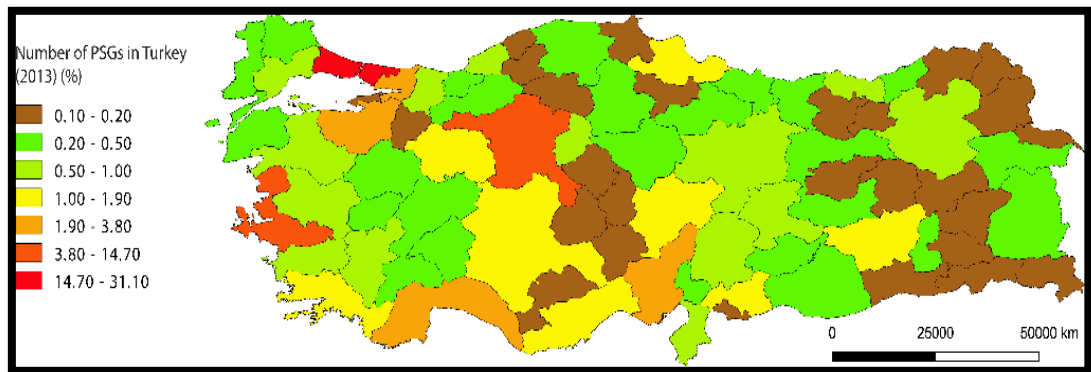 Number of PSGs in Turkey
(2013) (%)
0.10 - 0.20
0.20 - 0.50
0.50 - 1.00
1.00 - 1.90
1.90 - 3.80
3.80 - 14.70
14.70 - 31.10
0 25000 50000 km